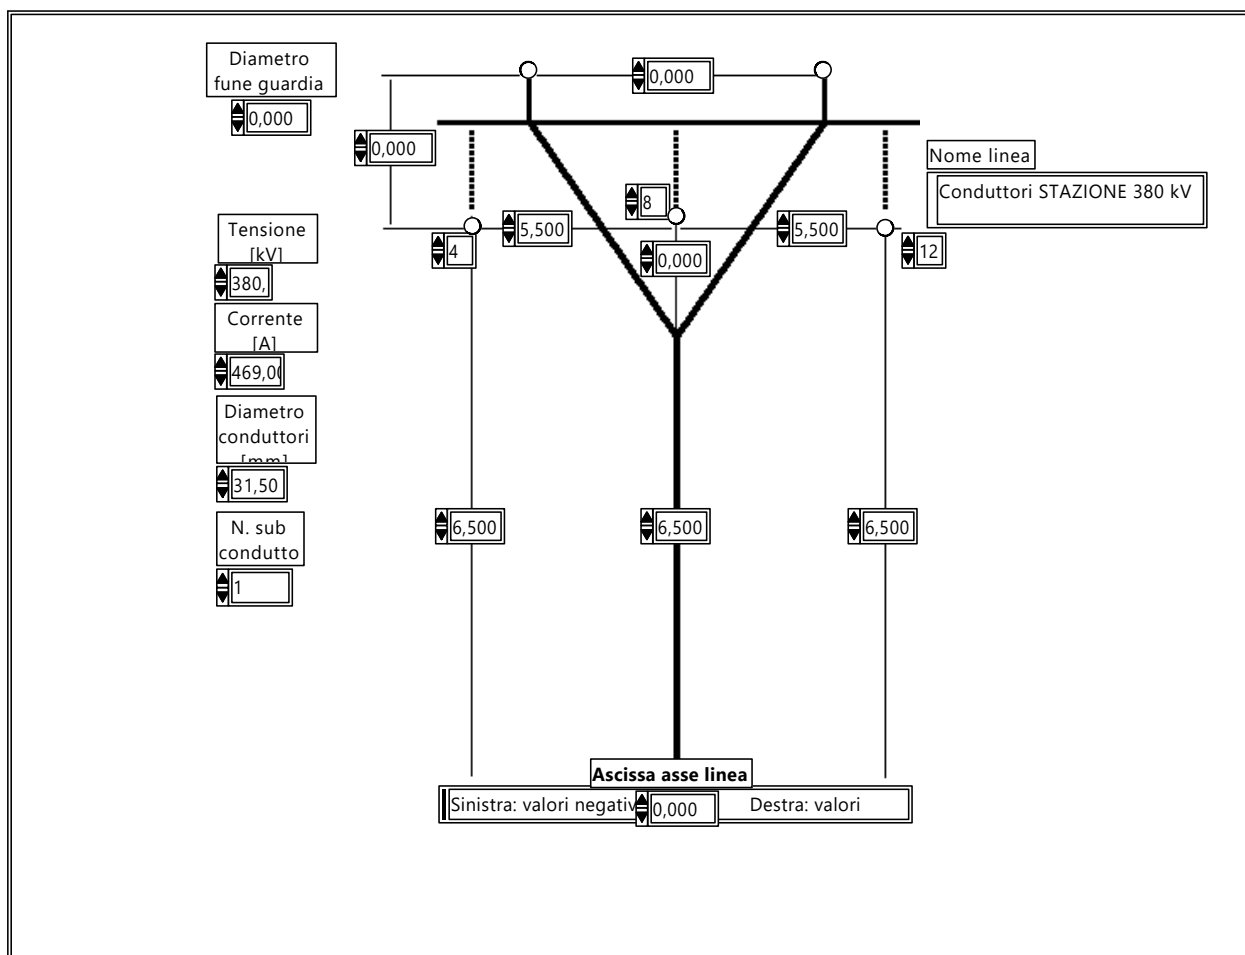 Diametro
fune guardia
0,000
0,000
0,000
Nome linea
Conduttori STAZIONE 380 kV
8
Tensione
[kV]
380,
5,500
5,500
4
12
0,000
Corrente
[A]
469,00
Diametro
conduttori
[mm]
31,50
N. sub
condutto
1
6,500
6,500
6,500
Ascissa asse linea
Sinistra: valori negativ
0,000
Destra: valori